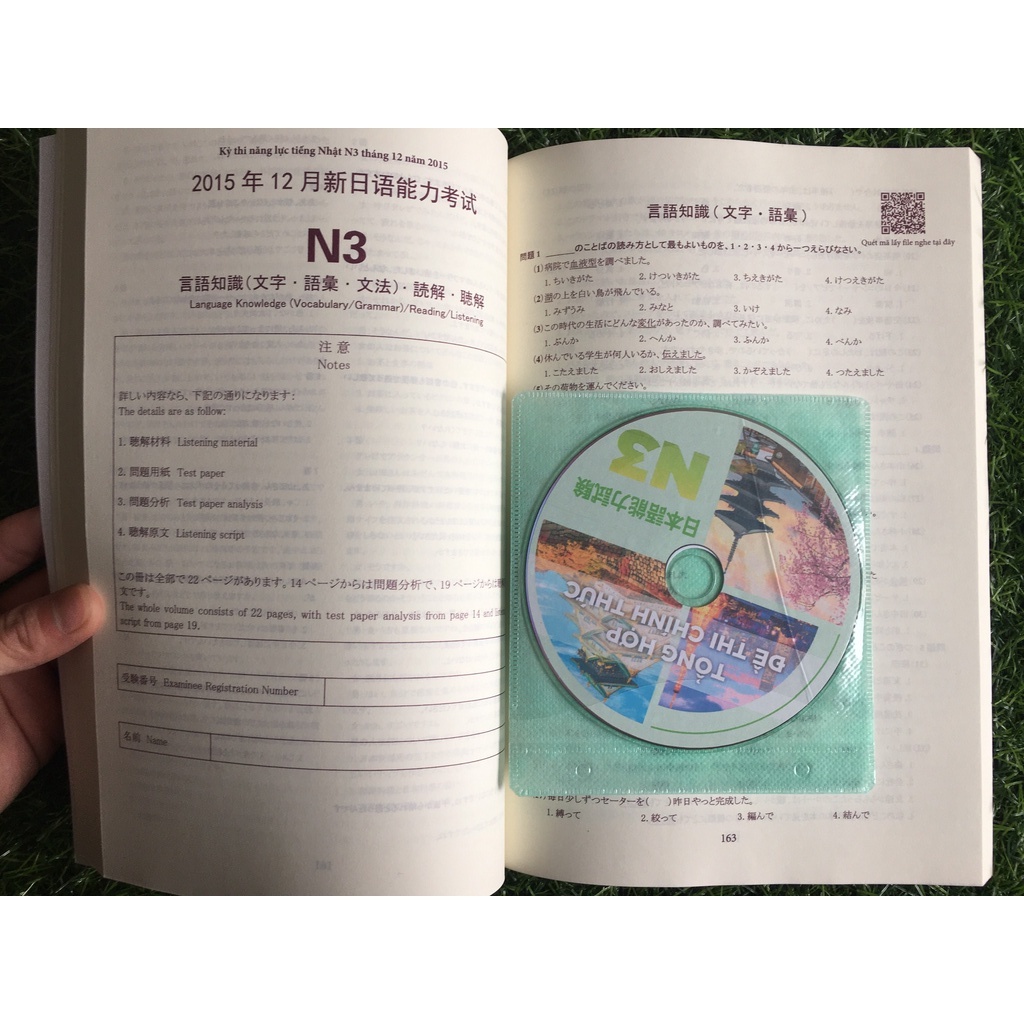 Kỳ thi năng lực tiếng Nhật N3 tháng 12 năm 2015
2015 年 12 月新日语能力考试
N3
言語知識(文字・語彙・文法)・読解・聴解
Language Knowledge (Vocabulary/Grammar)/Reading/Listening
注 意
Notes
詳しい内容なら、下記の通りになります:
The details are as follow:
1. 聴解材料 Listening material
2. 問題用紙 Test paper
3. 問題分析 Test paper analysis
4. 聴解原文 Listening script
この冊は全部で 22 ページがあります。14 ページからは問題分析で、19 ページからは
文です。
The whole volume consists of 22 pages, with test paper analysis from page 14 and
script from page 19.
受験番号 Examinee Registration Number
名前 Name
161
言語知識(文字・語彙)
Quét mã lấy file nghe tại đây
問題 1 ______のことばの読み方として最もよいものを、1・2・3・4 から一つえらびなさい。
(1) 病院で血液型を調べました。
1. ちいきがた 2. けついきがた 3. ちえきがた 4. けつえきがた
(2) 湖の上を白い鳥が飛んでいる。
1. みずうみ 2. みなと 3. いけ 4. なみ
(3) この時代の生活にどんな変化があったのか、調べてみたい。
1. ぶんか 2. へんか 3. ふんか 4. べんか
(4) 休んでいる学生が何人いるか、伝えました。
1. こたえました 2. おしえました 3. かぞえました 4. つたえました
(5) その荷物を運んでください。
N3
日本語能力試験
TỔNG HỢP
ĐỀ THI CHÍNH THỨC
毎日少しずつセーターを( )昨日やっと完成した。
1. 縛って 2. 絞って 3. 編んで 4. 結んで
163